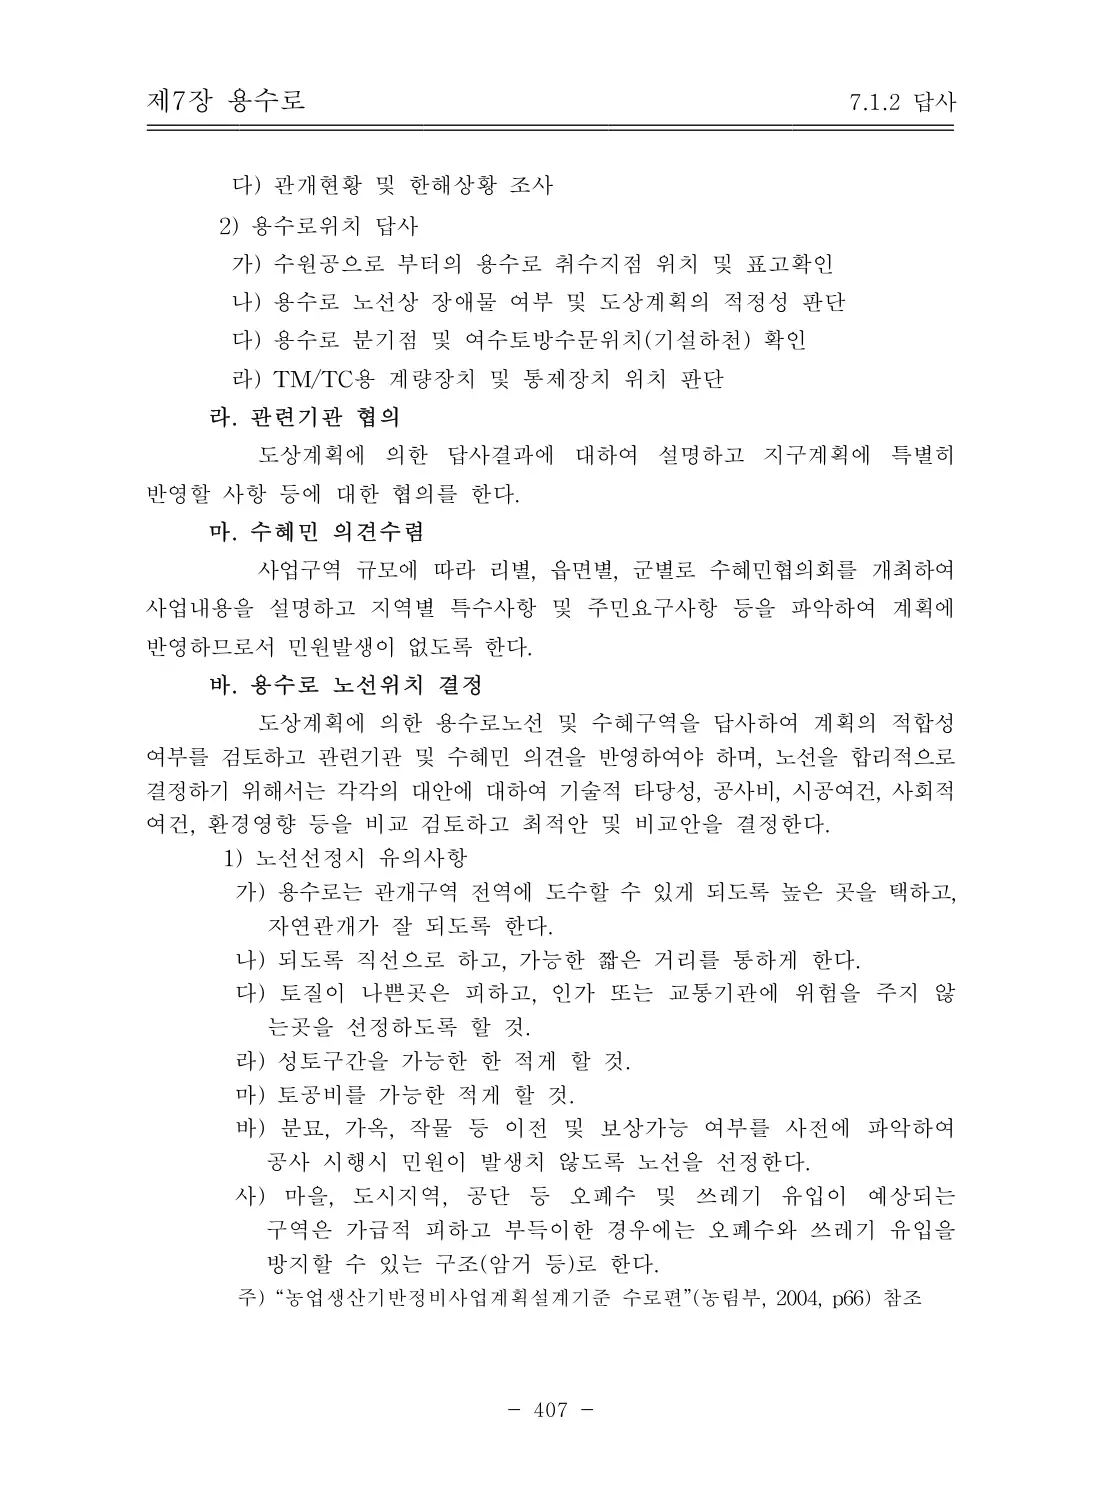 제7장 용수로
7.1.2 답사
다) 관개현황 및 한해상황 조사
2) 용수로위치 답사
가) 수원공으로 부터의 용수로 취수지점 위치 및 표고확인
나) 용수로 노선상 장애물 여부 및 도상계획의 적정성 판단
다) 용수로 분기점 및 여수토방수문위치(기설하천) 확인
라) TM/TC용 계량장치 및 통제장치 위치 판단
라. 관련기관 협의
도상계획에 의한 답사결과에 대하여 설명하고 지구계획에 특별히
반영할 사항 등에 대한 협의를 한다.
마. 수혜민 의견수렴
사업구역 규모에 따라 리별, 읍면별, 군별로 수혜민협의회를 개최하여
사업내용을 설명하고 지역별 특수사항 및 주민요구사항 등을 파악하여 계획에
반영하므로서 민원발생이 없도록 한다.
바. 용수로 노선위치 결정
도상계획에 의한 용수로노선 및 수혜구역을 답사하여 계획의 적합성
여부를 검토하고 관련기관 및 수혜민 의견을 반영하여야 하며, 노선을 합리적으로
결정하기 위해서는 각각의 대안에 대하여 기술적 타당성, 공사비, 시공여건, 사회적
여건, 환경영향 등을 비교 검토하고 최적안 및 비교안을 결정한다.
1) 노선선정시 유의사항
가) 용수로는 관개구역 전역에 도수할 수 있게 되도록 높은 곳을 택하고,
자연관개가 잘 되도록 한다.
나) 되도록 직선으로 하고, 가능한 짧은 거리를 통하게 한다.
다) 토질이 나쁜곳은 피하고, 인가 또는 교통기관에 위험을 주지 않
는곳을 선정하도록 할 것.
라) 성토구간을 가능한 한 적게 할 것.
마) 토공비를 가능한 적게 할 것.
바) 분묘, 가옥, 작물 등 이전 및 보상가능 여부를 사전에 파악하여
공사 시행시 민원이 발생치 않도록 노선을 선정한다.
사) 마을, 도시지역, 공단 등 오폐수 및 쓰레기 유입이 예상되는
구역은 가급적 피하고 부득이한 경우에는 오폐수와 쓰레기 유입을
방지할 수 있는 구조(암거 등)로 한다.
주) “농업생산기반정비사업계획설계기준 수로편”(농림부, 2004, p66) 참조
- 407 -